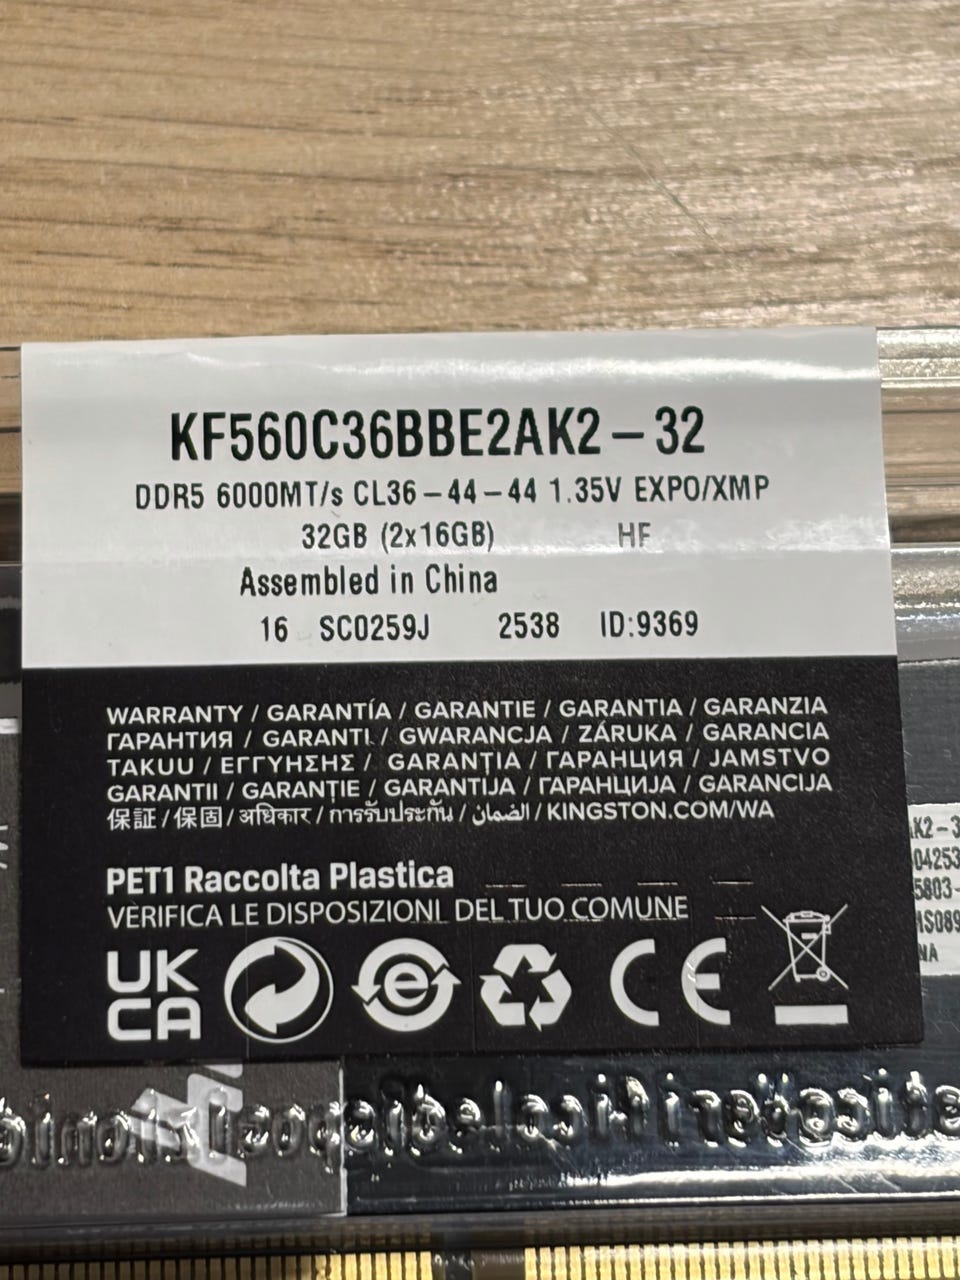 KF560C36BBE2AK2-32
DDR5 6000MT/s CL36-44-44 1.35V EXPO/XMP
32GB (2x16GB) HF
Assembled in China
16 SC0259J 2538 ID:9369
WARRANTY / GARANTÍA / GARANTIE / GARANTIA / GARANZIA
ГАРАНТИЯ / GARANTI / GWARANCJA / ZÁRUKA / GARANCIA
TAKUU / ΕΓΓΥΗΣΗΣ / GARANȚIA / ГАРАНЦИЯ / JAMSTVO
GARANTII / GARANȚIE / GARANTIJA / ГАРАНЦИЈА / GARANCIJA
保証 / 保固 / अधिकार / การรับประกัน / الضمان / KINGSTON.COM/WA
PET1 Raccolta Plastica
VERIFICA LE DISPOSIZIONI DEL TUO COMUNE
UK
CA
CE